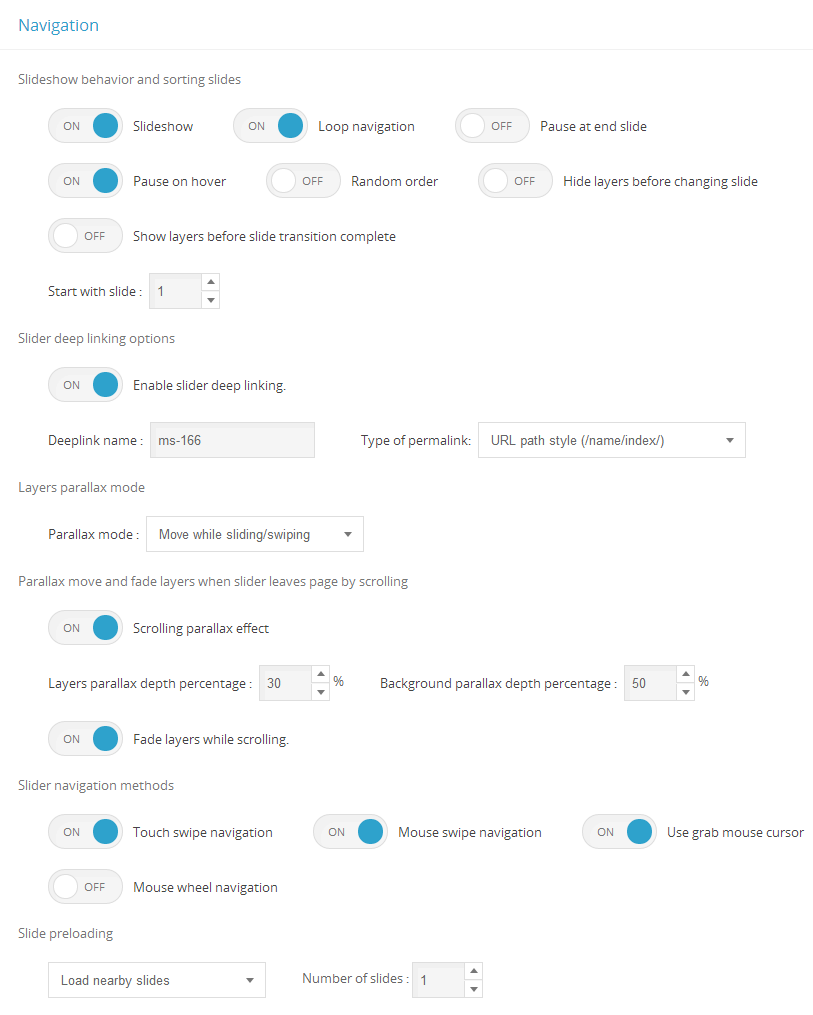 Navigation
Slideshow behavior and sorting slides
ON Slideshow ON Loop navigation OFF Pause at end slide
ON Pause on hover OFF Random order OFF Hide layers before changing slide
OFF Show layers before slide transition complete
Start with slide : 1
Slider deep linking options
ON Enable slider deep linking.
Deeplink name : ms-166 Type of permalink: URL path style (/name/index/)
Layers parallax mode
Parallax mode : Move while sliding/swiping
Parallax move and fade layers when slider leaves page by scrolling
ON Scrolling parallax effect
Layers parallax depth percentage : 30 % Background parallax depth percentage : 50 %
ON Fade layers while scrolling.
Slider navigation methods
ON Touch swipe navigation ON Mouse swipe navigation ON Use grab mouse cursor
OFF Mouse wheel navigation
Slide preloading
Load nearby slides Number of slides : 1